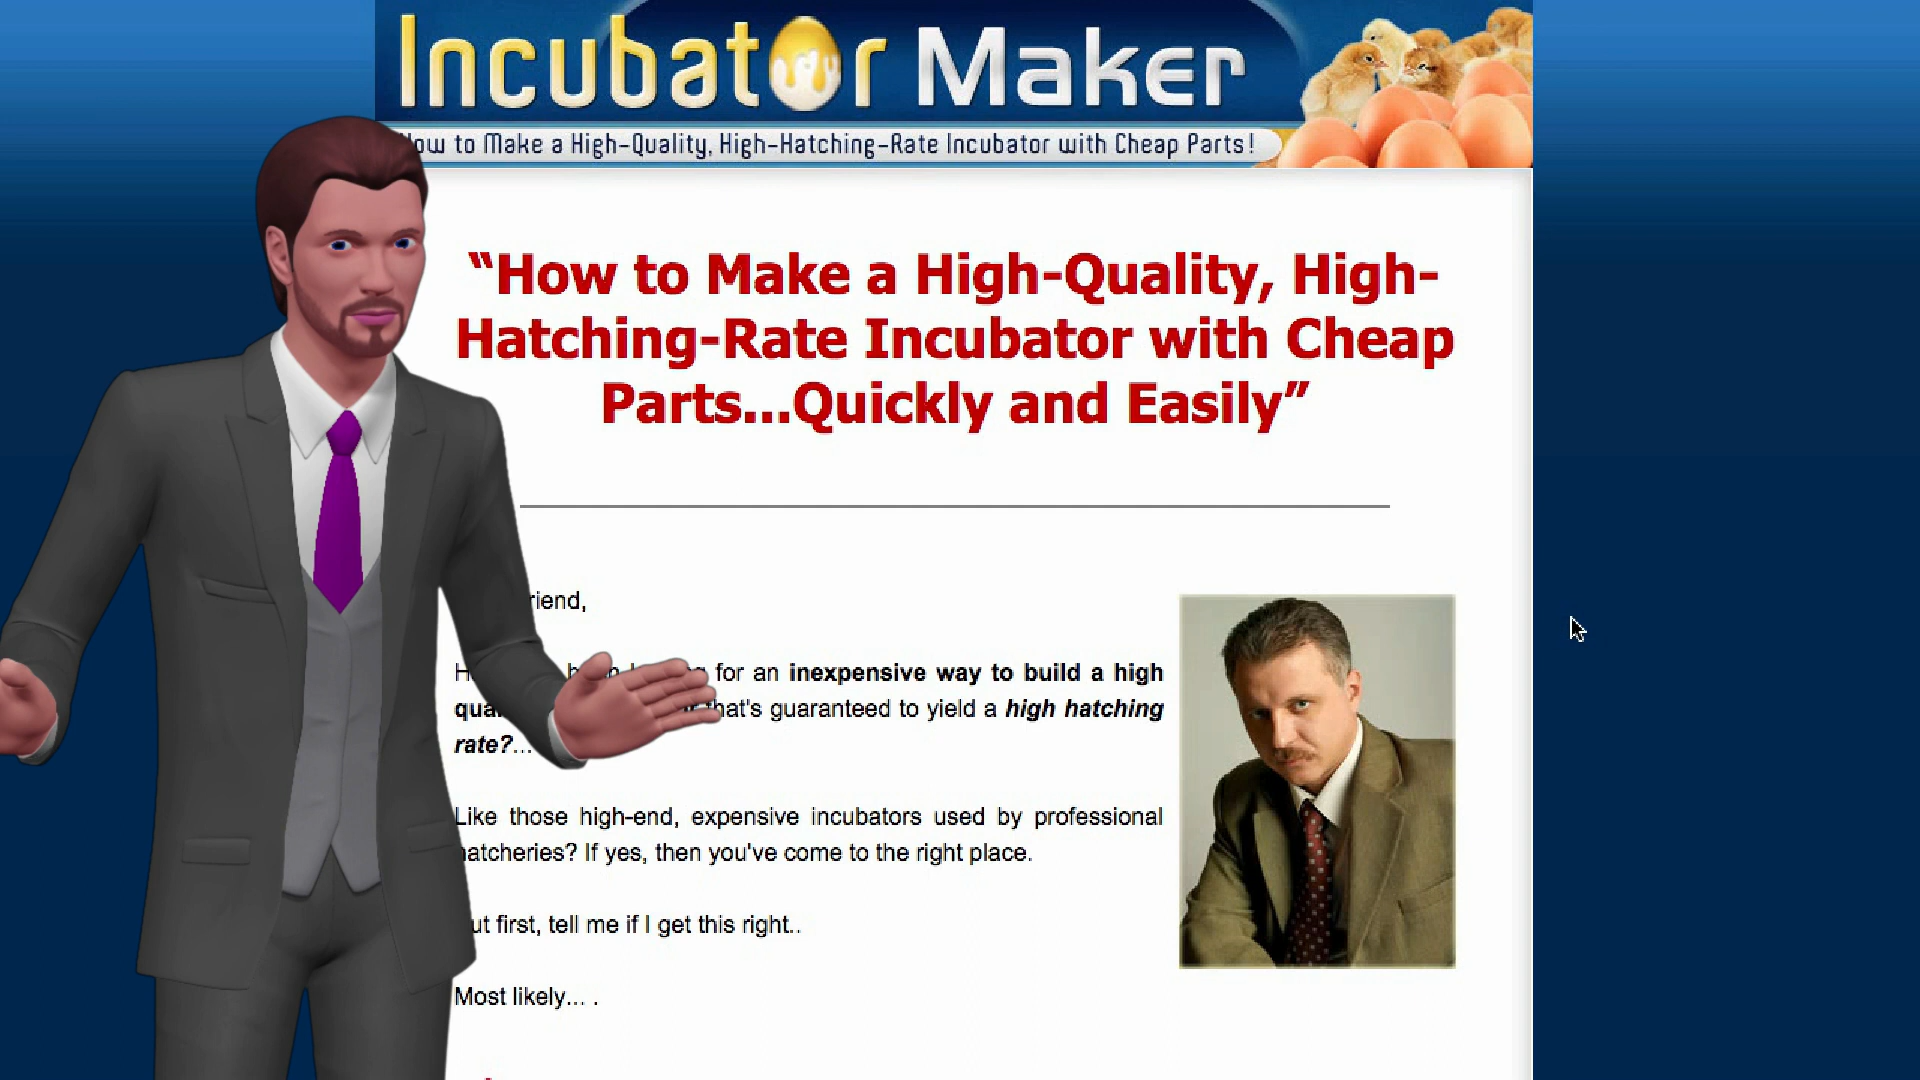 Incubator Maker
ow to Make a High-Quality, High-Hatching-Rate Incubator with Cheap Parts!
“How to Make a High-Quality, High-
Hatching-Rate Incubator with Cheap
Parts...Quickly and Easily”
riend,
for an inexpensive way to build a high
that's guaranteed to yield a high hatching
rate?...
Like those high-end, expensive incubators used by professional
hatcheries? If yes, then you've come to the right place.
ut first, tell me if I get this right..
Most likely... .